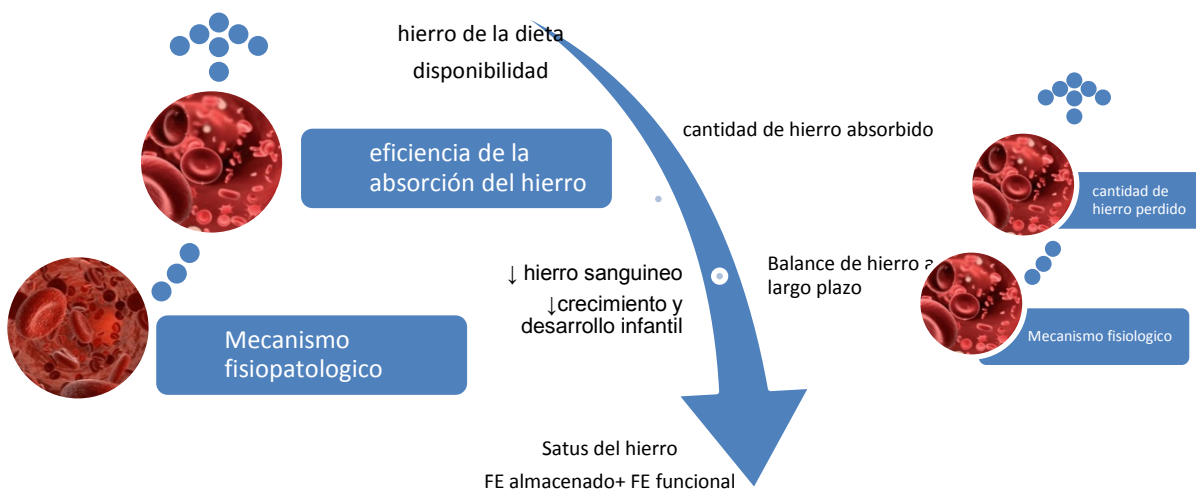 hierro de la dieta
disponibilidad
eficiencia de la
absorción del hierro
cantidad de hierro absorbido
cantidad de
hierro perdido
↓ hierro sanguineo
↓crecimiento y
desarrollo infantil
Balance de hierro a
largo plazo
Mecanismo
fisiopatologico
Mecanismo fisiologico
Satus del hierro
FE almacenado+ FE funcional